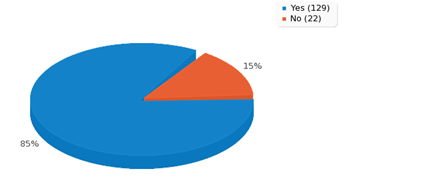 Yes (129)
No (22)
15%
85%